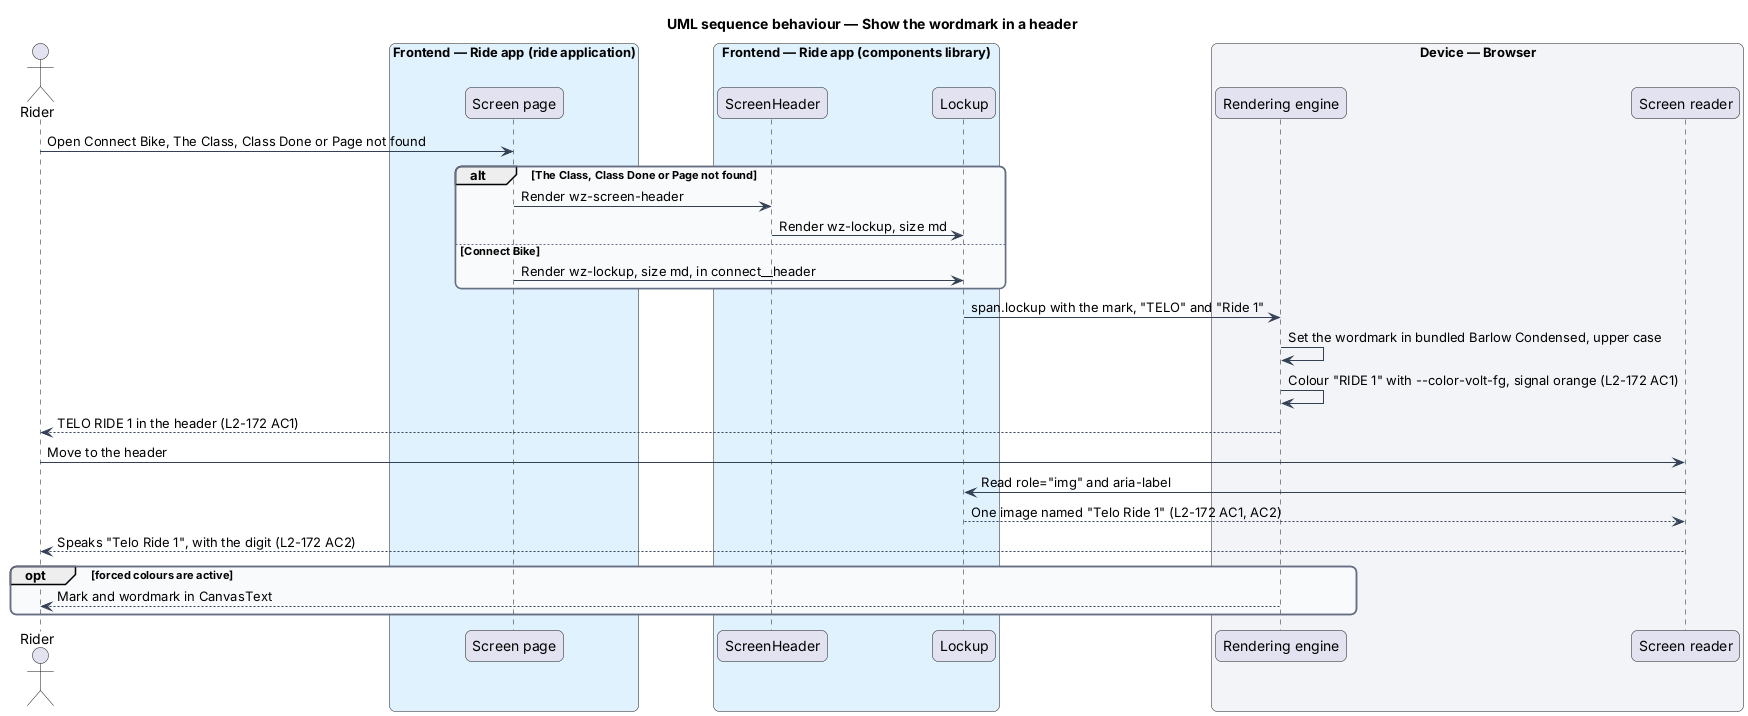 UML sequence behaviour — Show the wordmark in a header
Frontend — Ride app (ride application)
Frontend — Ride app (components library)
Device — Browser
Rider
Screen page
ScreenHeader
Lockup
Rendering engine
Screen reader
Open Connect Bike, The Class, Class Done or Page not found
alt
[The Class, Class Done or Page not found]
Render wz-screen-header
Render wz-lockup, size md
[Connect Bike]
Render wz-lockup, size md, in connect__header
span.lockup with the mark, "TELO" and "Ride 1"
Set the wordmark in bundled Barlow Condensed, upper case
Colour "RIDE 1" with --color-volt-fg, signal orange (L2-172 AC1)
TELO RIDE 1 in the header (L2-172 AC1)
Move to the header
Read role="img" and aria-label
One image named "Telo Ride 1" (L2-172 AC1, AC2)
Speaks "Telo Ride 1", with the digit (L2-172 AC2)
opt
[forced colours are active]
Mark and wordmark in CanvasText
Rider
Screen page
ScreenHeader
Lockup
Rendering engine
Screen reader